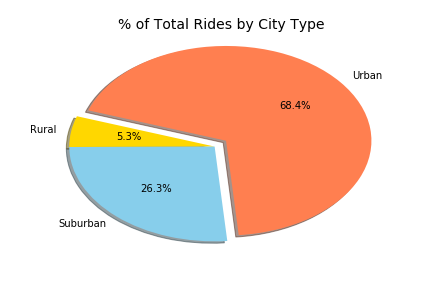 % of Total Rides by City Type
Urban
68.4%
Rural
5.3%
26.3%
Suburban